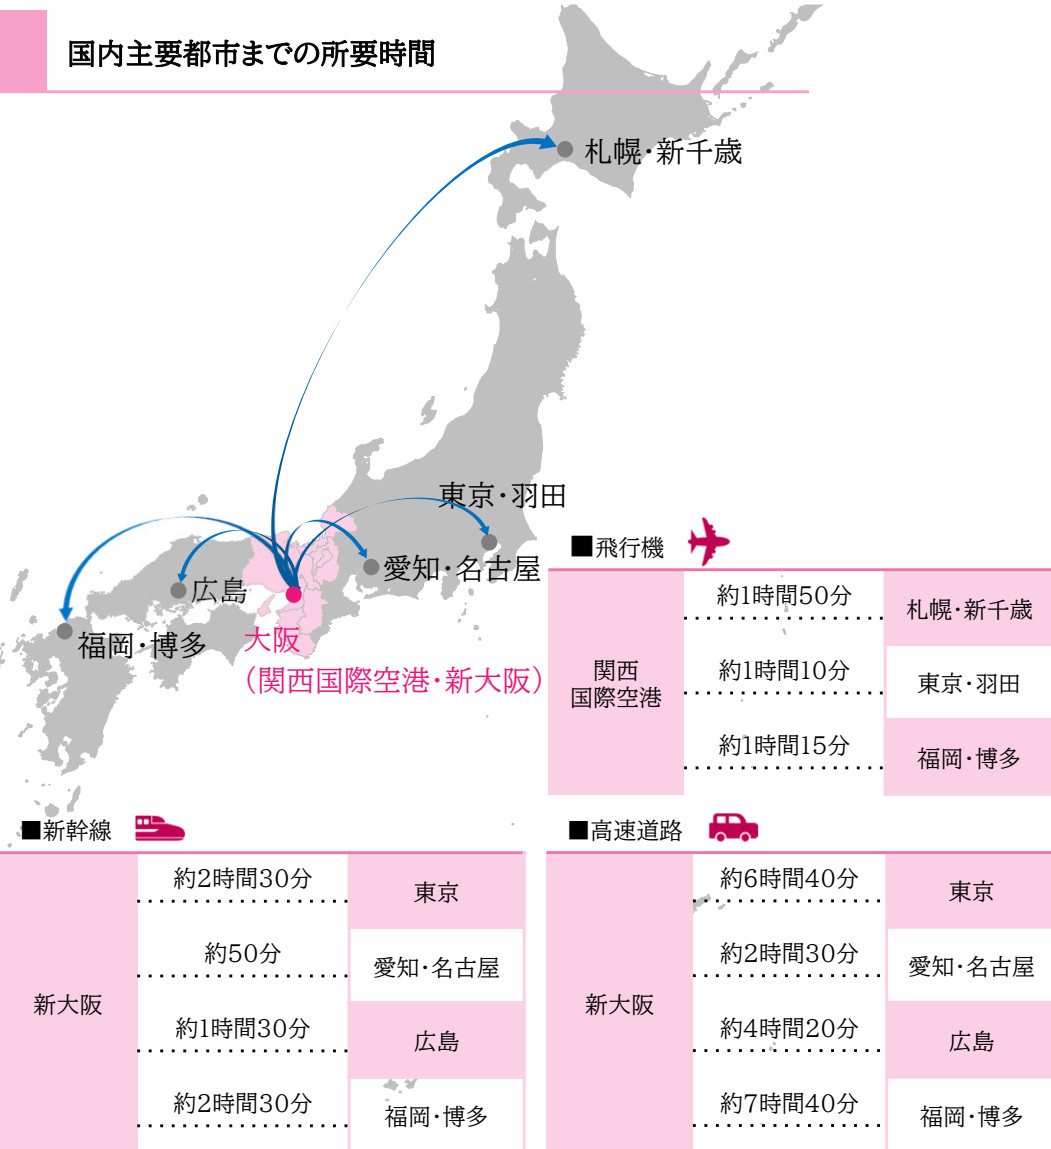 国内主要都市までの所要時間
札幌・新千歳
東京・羽田
愛知・名古屋
広島
福岡・博多
大阪
（関西国際空港・新大阪）
■飛行機
関西
国際空港
約1時間50分
札幌・新千歳
約1時間10分
東京・羽田
約1時間15分
福岡・博多
■新幹線
新大阪
約2時間30分
東京
約50分
愛知・名古屋
約1時間30分
広島
約2時間30分
福岡・博多
■高速道路
新大阪
約6時間40分
東京
約2時間30分
愛知・名古屋
約4時間20分
広島
約7時間40分
福岡・博多